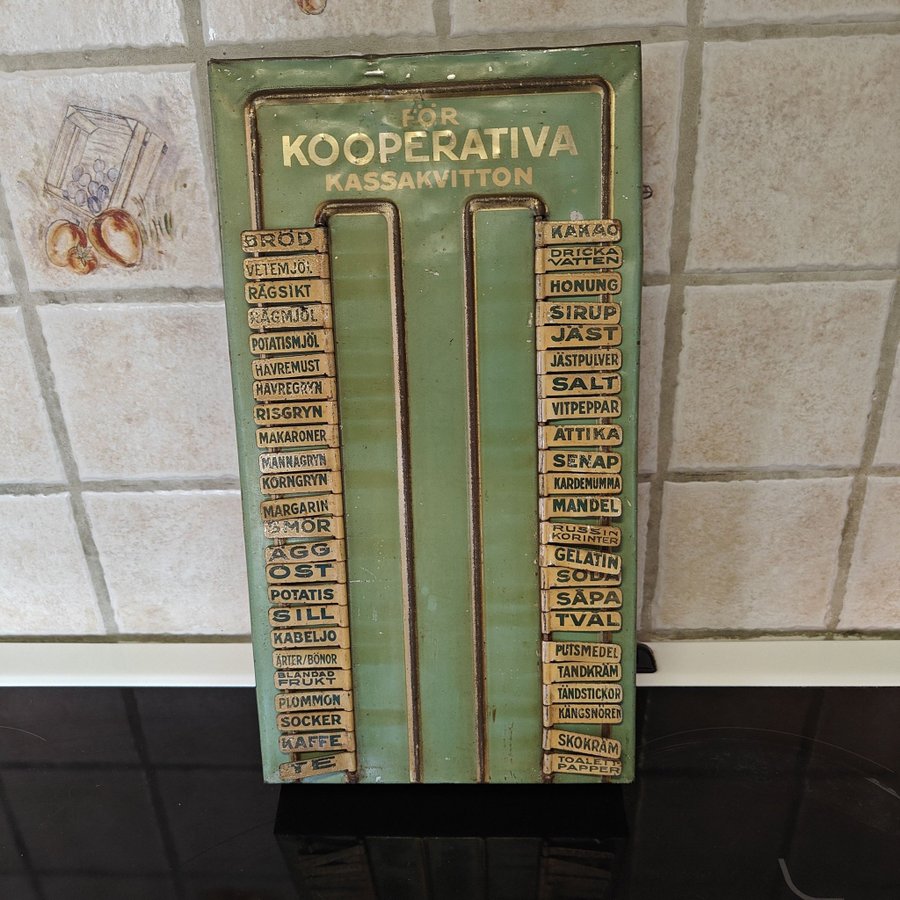 FÖR
KOOPERATIVA
KASSAKVITTON
BRÖD
VETEMJÖL
RÅGSIKT
RÅGMJÖL
POTATISMJÖL
HAVREMUST
HAVREGRYN
RISGRYN
MAKARONER
MANNAGRYN
KORNGRYN
MARGARIN
SMÖR
ÄGG
OST
POTATIS
SILL
KABELJO
ÄRTER/BÖNOR
BLANDAD
FRUKT
PLOMMON
SOCKER
KAFFE
TE
KAKAO
DRICKA
VATTEN
HONUNG
SIRUP
JÄST
JÄSTPULVER
SALT
VITPEPPAR
ÄTTIKA
SENAP
KARDEMUMMA
MANDEL
RUSSIN
KORINTER
GELATIN
SODA
SÅPA
TVÅL
PUTSMEDEL
TANDKRÄM
TÄNDSTICKOR
KÄNGSNÖREN
SKOKRÄM
TOALETT
PAPPER